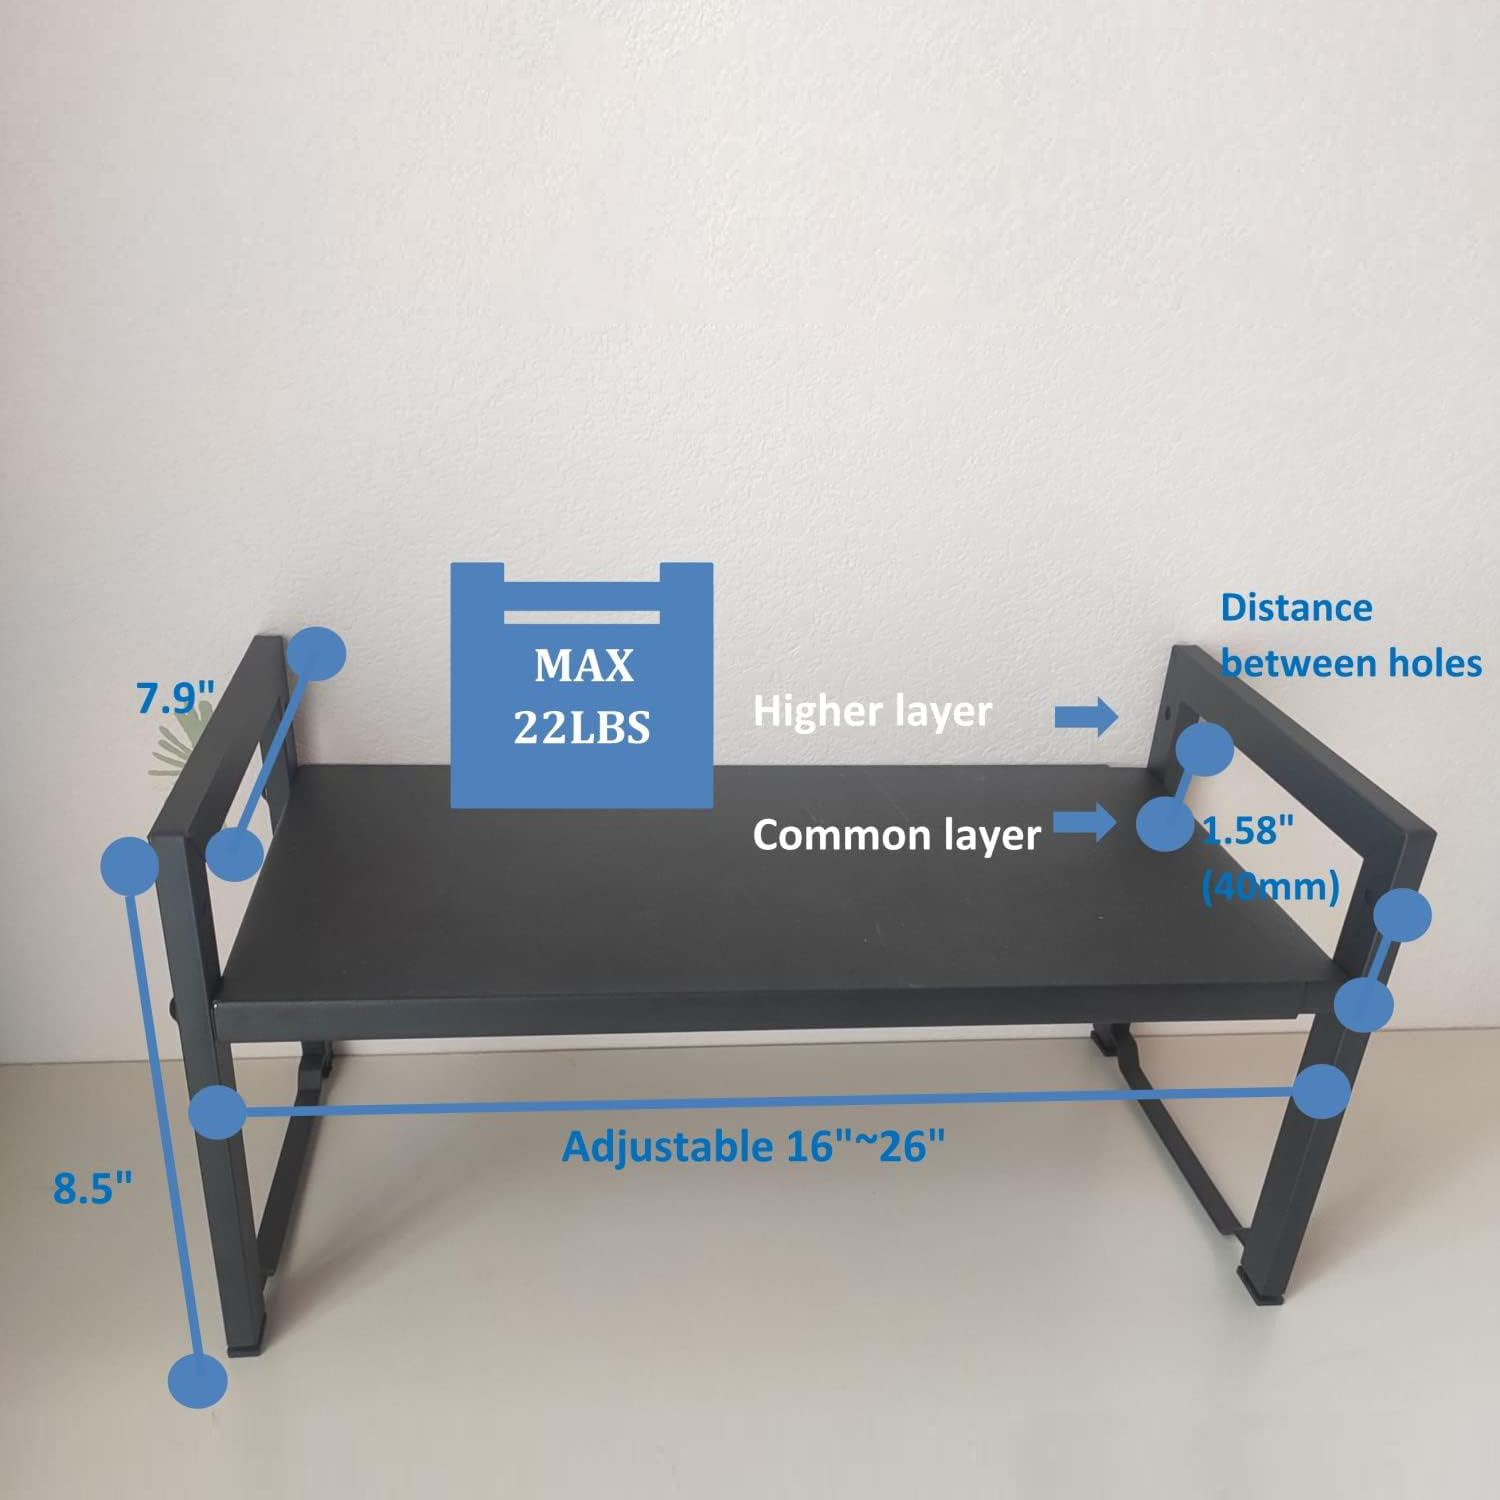 Distance
between holes
7.9"
MAX
22LBS
Higher layer
Common layer
1.58"
(40mm)
Adjustable 16"~26"
8.5"